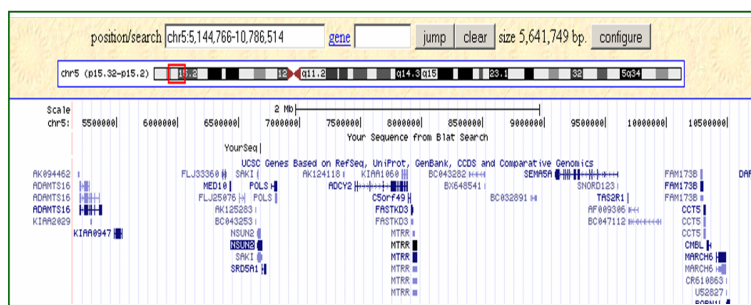 position/search chr5:5,144,766-10,786,514 gene jump clear size 5,641,749 bp. configure
chr5 (p15.32-p15.2) 12 q11.2 q14.3 q15 23.1 32 5q34
Scale 2 Mb
chr5: 5500000 6000000 6500000 7000000 7500000 8000000 8500000 9000000 9500000 10000000 10500000
Your Sequence from Blat Search
YourSeq
UCSC Genes Based on RefSeq, UniProt, GenBank, CCDS and Comparative Genomics
AK094462 FLJ33360 SAKI AK124118 KIAA1060 BC043282 SEMA5A FAM173B
ADAMTS16 MED10 POLS ADCY2 BX648541 SNORD123 FAM173B
ADAMTS16 FLJ25076 POLS C5orf49 BC032891 TAS2R1 FAM173B
ADAMTS16 AK125283 FASTKD3 AF009306 CCT5
KIAA2029 BC043253 FASTKD3 BC047112 CCT5
KIAA0947 NSUN2 MTRR CCT5
NSUN2 MTRR CMBL
SAKI MTRR MARCH6
SRD5A1 MTRR MARCH6
MTRR CR610863
MTRR U52827